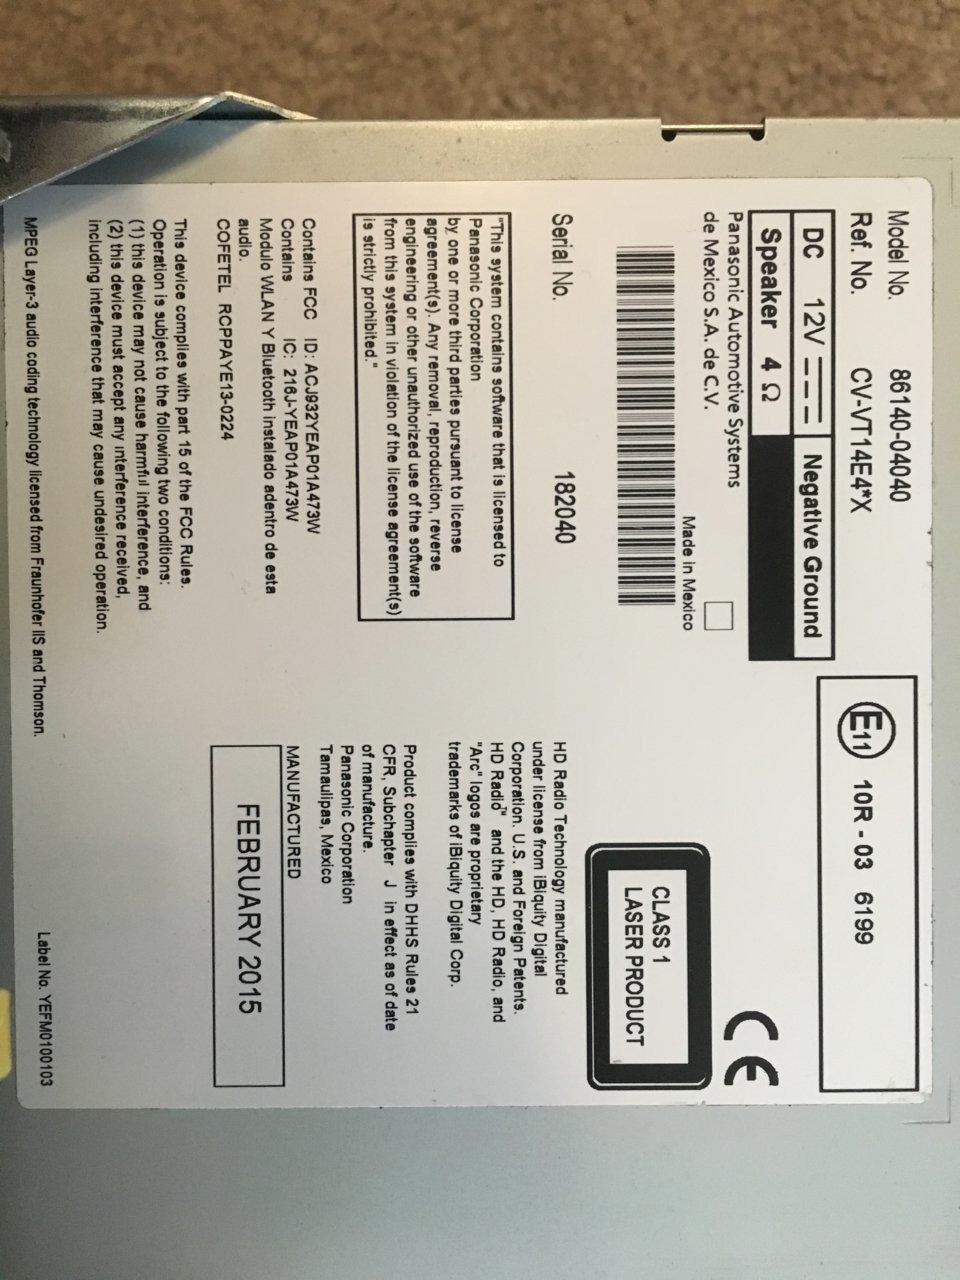 Model No. 86140-04040
Ref. No. CV-VT14E4*X
DC 12V Negative Ground
Speaker 4 Ω
Panasonic Automotive Systems
de Mexico S.A. de C.V.
Made in Mexico
Serial No. 182040
"This system contains software that is licensed to
Panasonic Corporation
by one or more third parties pursuant to license
agreement(s). Any removal, reproduction, reverse
engineering or other unauthorized use of the software
from this system in violation of the license agreement(s)
is strictly prohibited."
Contains FCC ID: ACJ932YEAP01A473W
Contains IC: 216J-YEAP01A473W
Modulo WLAN Y Bluetooth instalado adentro de esta
audio.
COFETEL RCPPAYE13-0224
This device complies with part 15 of the FCC Rules.
Operation is subject to the following two conditions:
(1) this device may not cause harmful interference, and
(2) this device must accept any interference received,
including interference that may cause undesired operation.
E11 10R - 03 6199
CE
CLASS 1
LASER PRODUCT
HD Radio Technology manufactured
under license from iBiquity Digital
Corporation. U.S. and Foreign Patents.
HD Radio™ and the HD, HD Radio, and
"Arc" logos are proprietary
trademarks of iBiquity Digital Corp.
Product complies with DHHS Rules 21
CFR, Subchapter J in effect as of date
of manufacture.
Panasonic Corporation
Tamaulipas, Mexico
MANUFACTURED
FEBRUARY 2015
MPEG Layer-3 audio coding technology licensed from Fraunhofer IIS and Thomson.
Label No. YEFM0100103